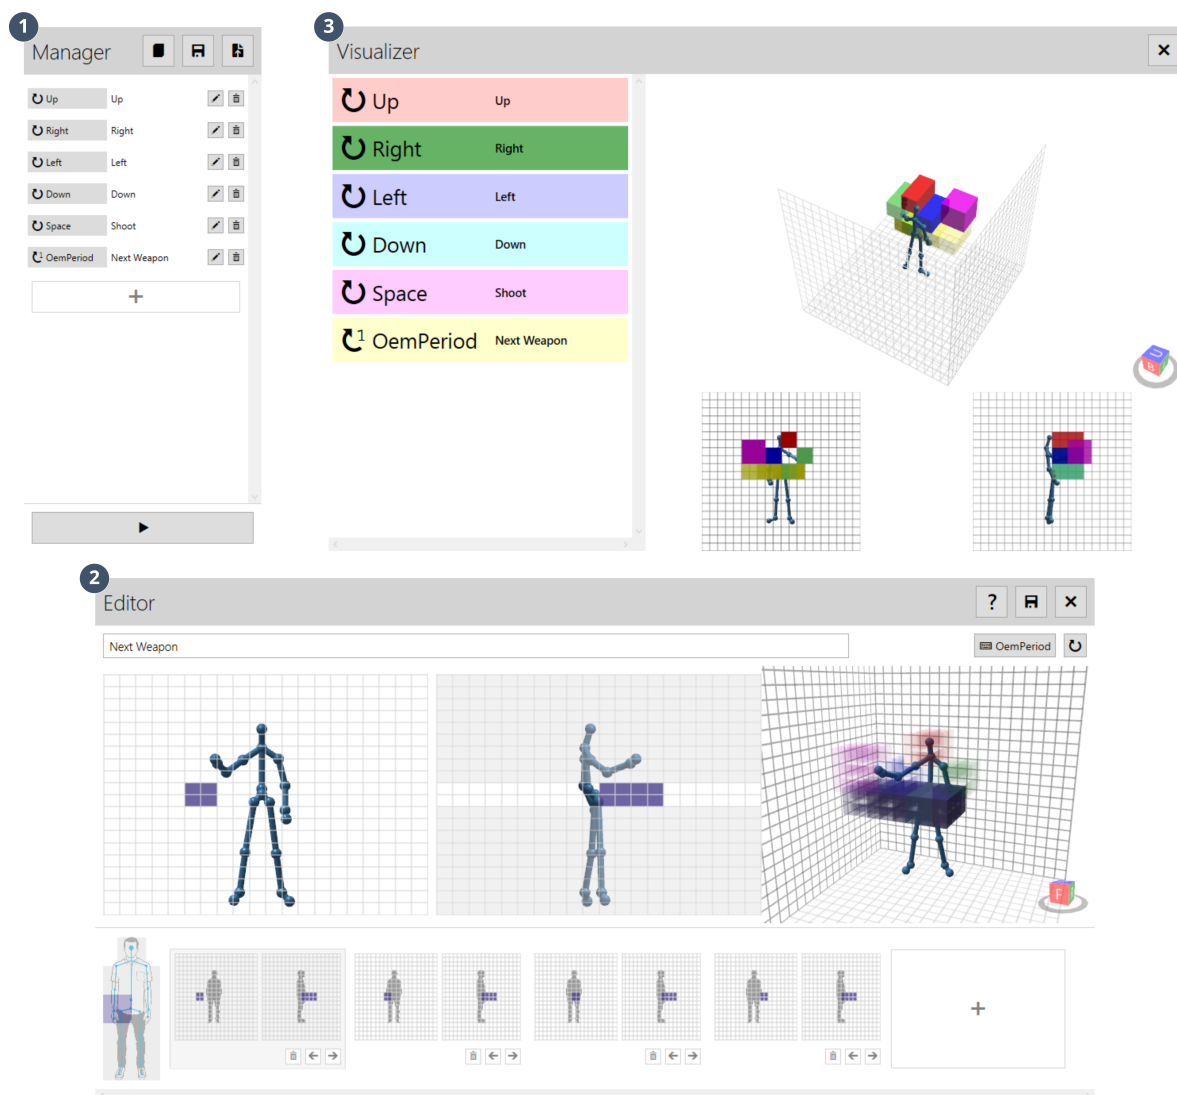 1
Manager
Up Up
Right Right
Left Left
Down Down
Space Shoot
1 OemPeriod Next Weapon
+
3
Visualizer
Up Up
Right Right
Left Left
Down Down
Space Shoot
1 OemPeriod Next Weapon
U
B
2
Editor
?
Next Weapon
OemPeriod
F
+